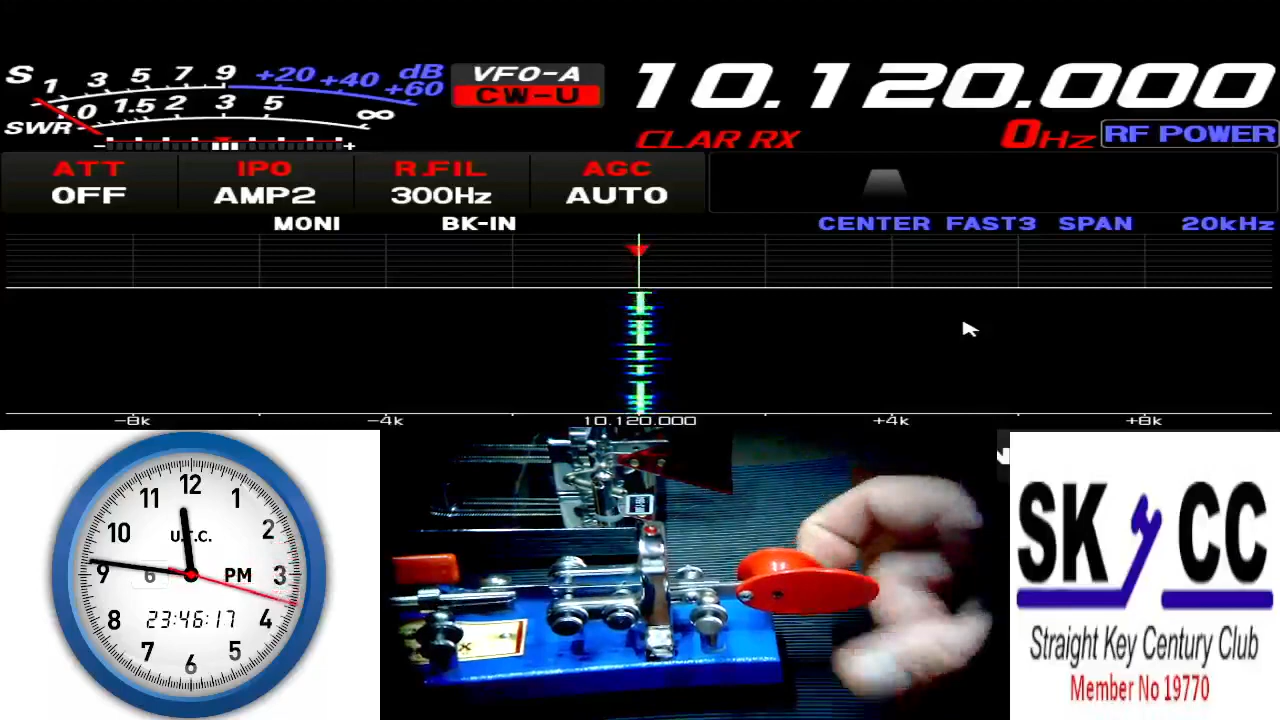 S 1 3 5 7 9 +20 +40 +60 dB
VFO-A
CW-U
10.120.000
SWR 1.0 1.5 2 3 5 ∞
- +
CLAR RX
0Hz
RF POWER
ATT
OFF
IPO
AMP2
R.FIL
300Hz
AGC
AUTO
MONI
BK-IN
CENTER FAST3 SPAN 20kHz
-8k -4k 10.120.000 +4k +8k
12 1 2 3 4 5 6 7 8 9 10 11
U.T.C.
6 PM
23:46:17
SK CC
Straight Key Century Club
Member No 19770